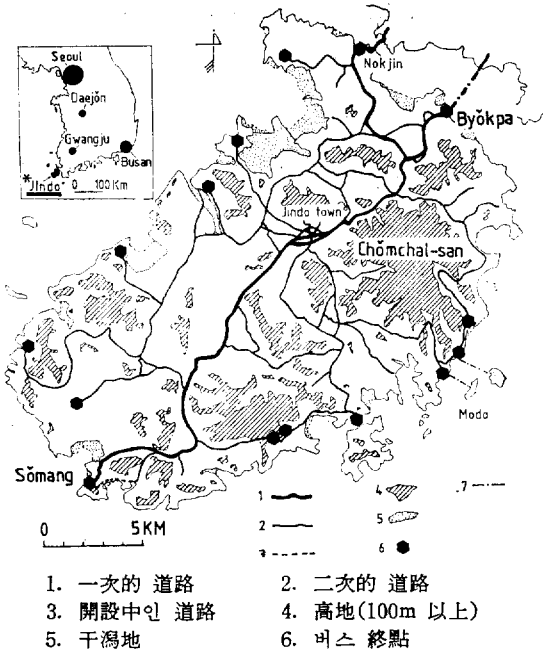 Seoul
Daejŏn
Gwangju
Busan
*
Jindo
0 100Km
Nokjin
Byŏkpa
Jindo town
Chŏmchal-san
Modo
Sŏmang
0 5KM
1 4 7
2 5
3 6
1. 一次的 道路 2. 二次的 道路
3. 開設中인 道路 4. 高地(100m 以上)
5. 干潟地 6. 버스 終點